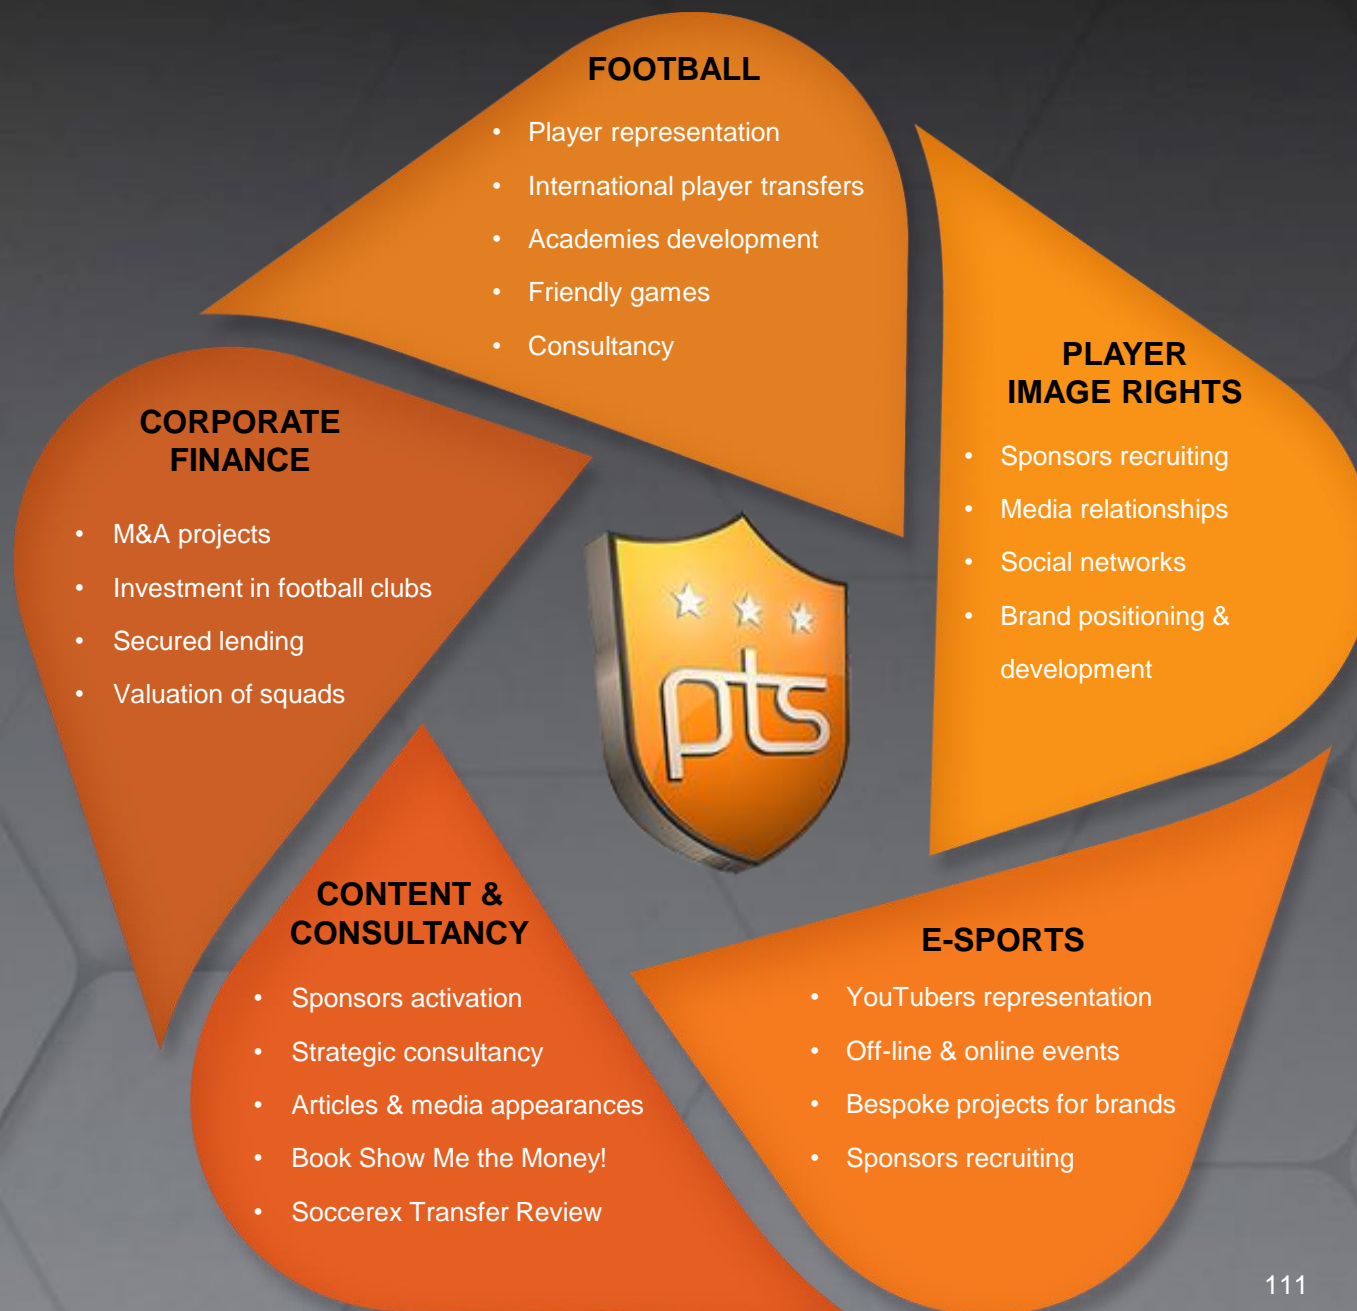 FOOTBALL
• Player representation
• International player transfers
• Academies development
• Friendly games
• Consultancy
PLAYER
IMAGE RIGHTS
• Sponsors recruiting
• Media relationships
• Social networks
• Brand positioning &
development
CORPORATE
FINANCE
• M&A projects
• Investment in football clubs
• Secured lending
• Valuation of squads
pts
CONTENT &
CONSULTANCY
• Sponsors activation
• Strategic consultancy
• Articles & media appearances
• Book Show Me the Money!
• Soccerex Transfer Review
E-SPORTS
• YouTubers representation
• Off-line & online events
• Bespoke projects for brands
• Sponsors recruiting
111